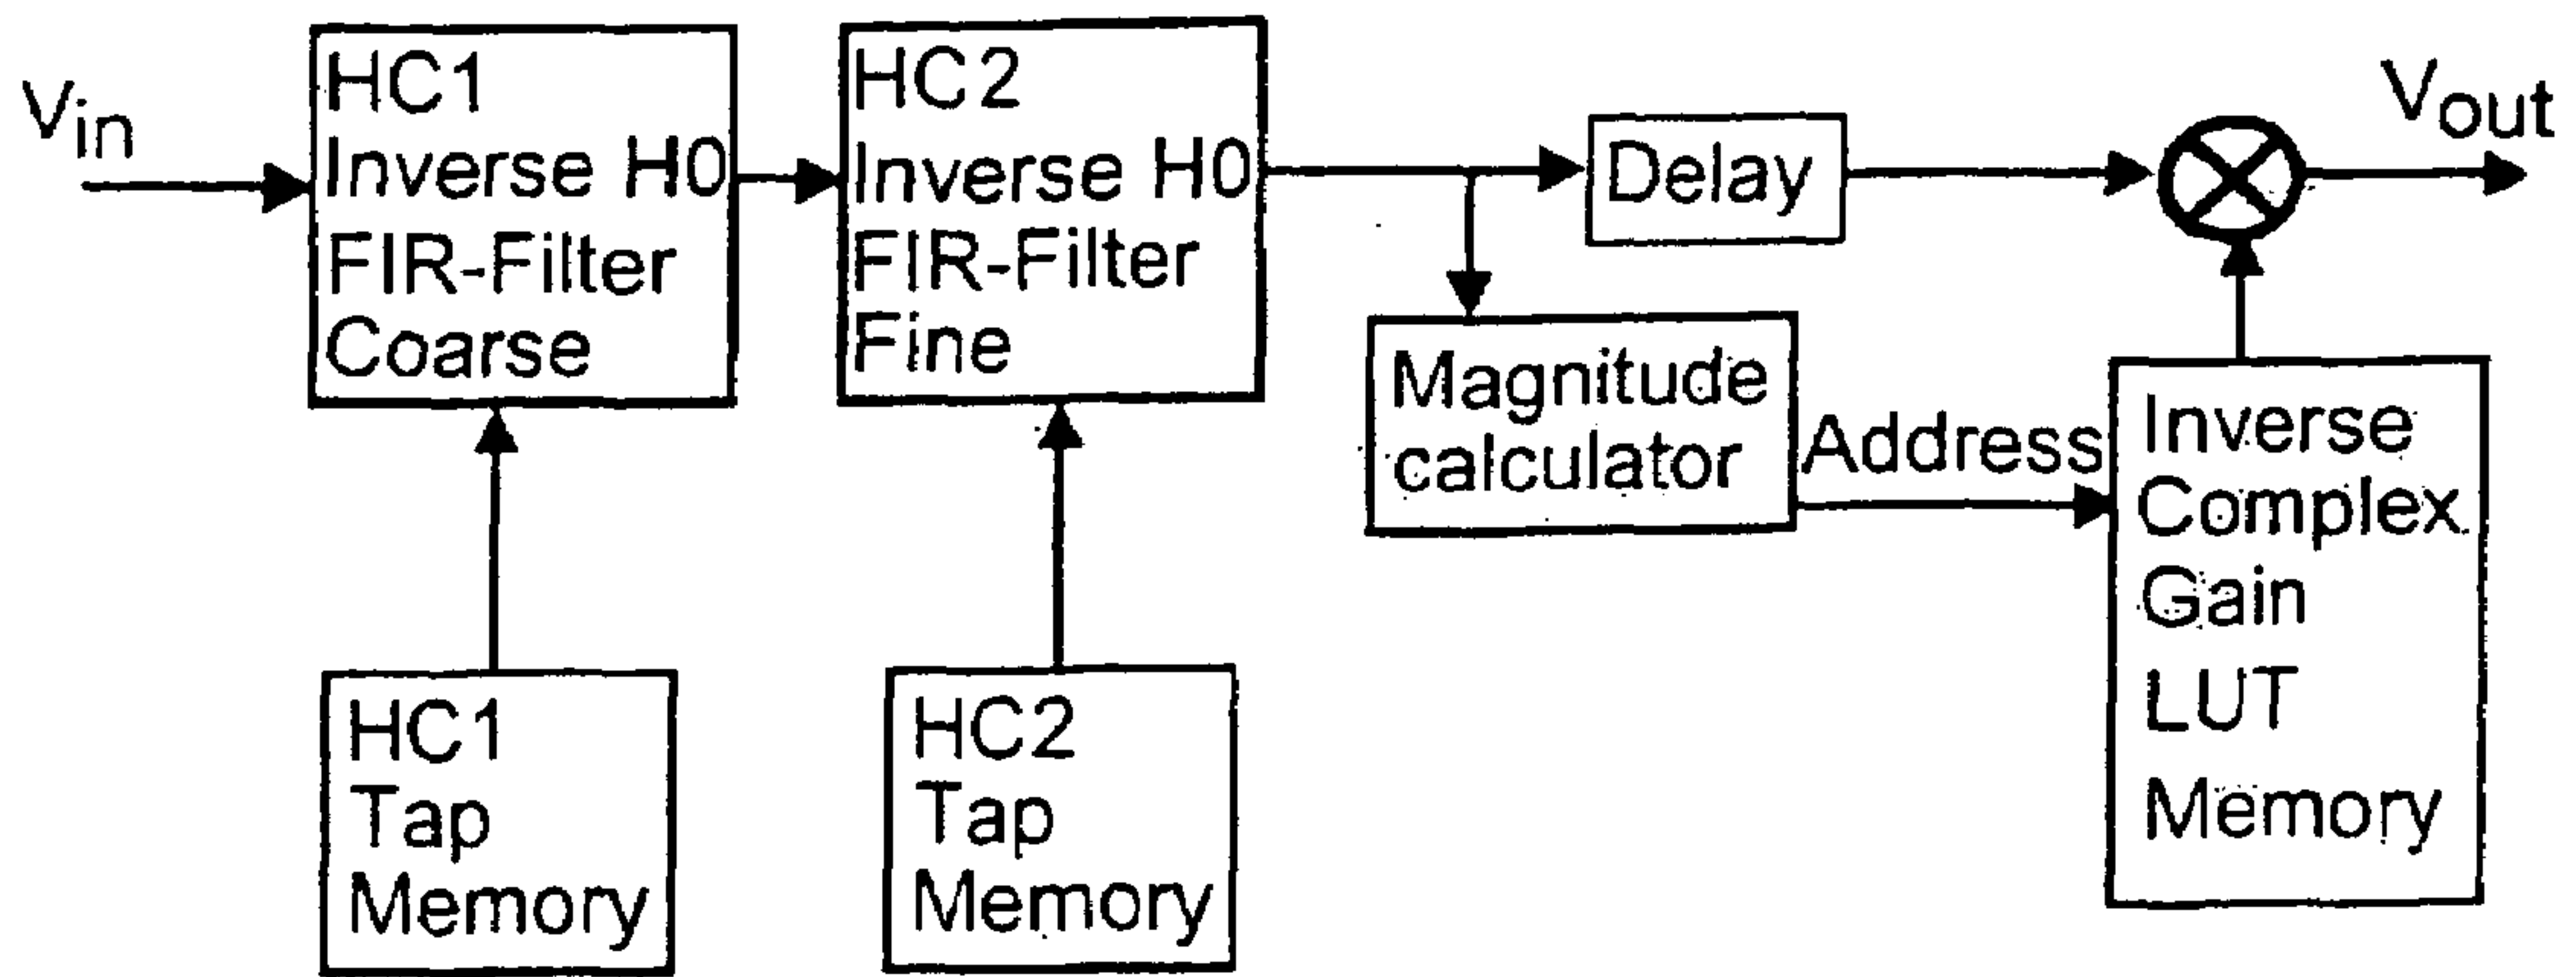 Vin
HC1
Inverse H0
FIR-Filter
Coarse
HC2
Inverse H0
FIR-Filter
Fine
Delay
Vout
Magnitude
calculator
Address
Inverse
Complex
Gain
LUT
Memory
HC1
Tap
Memory
HC2
Tap
Memory